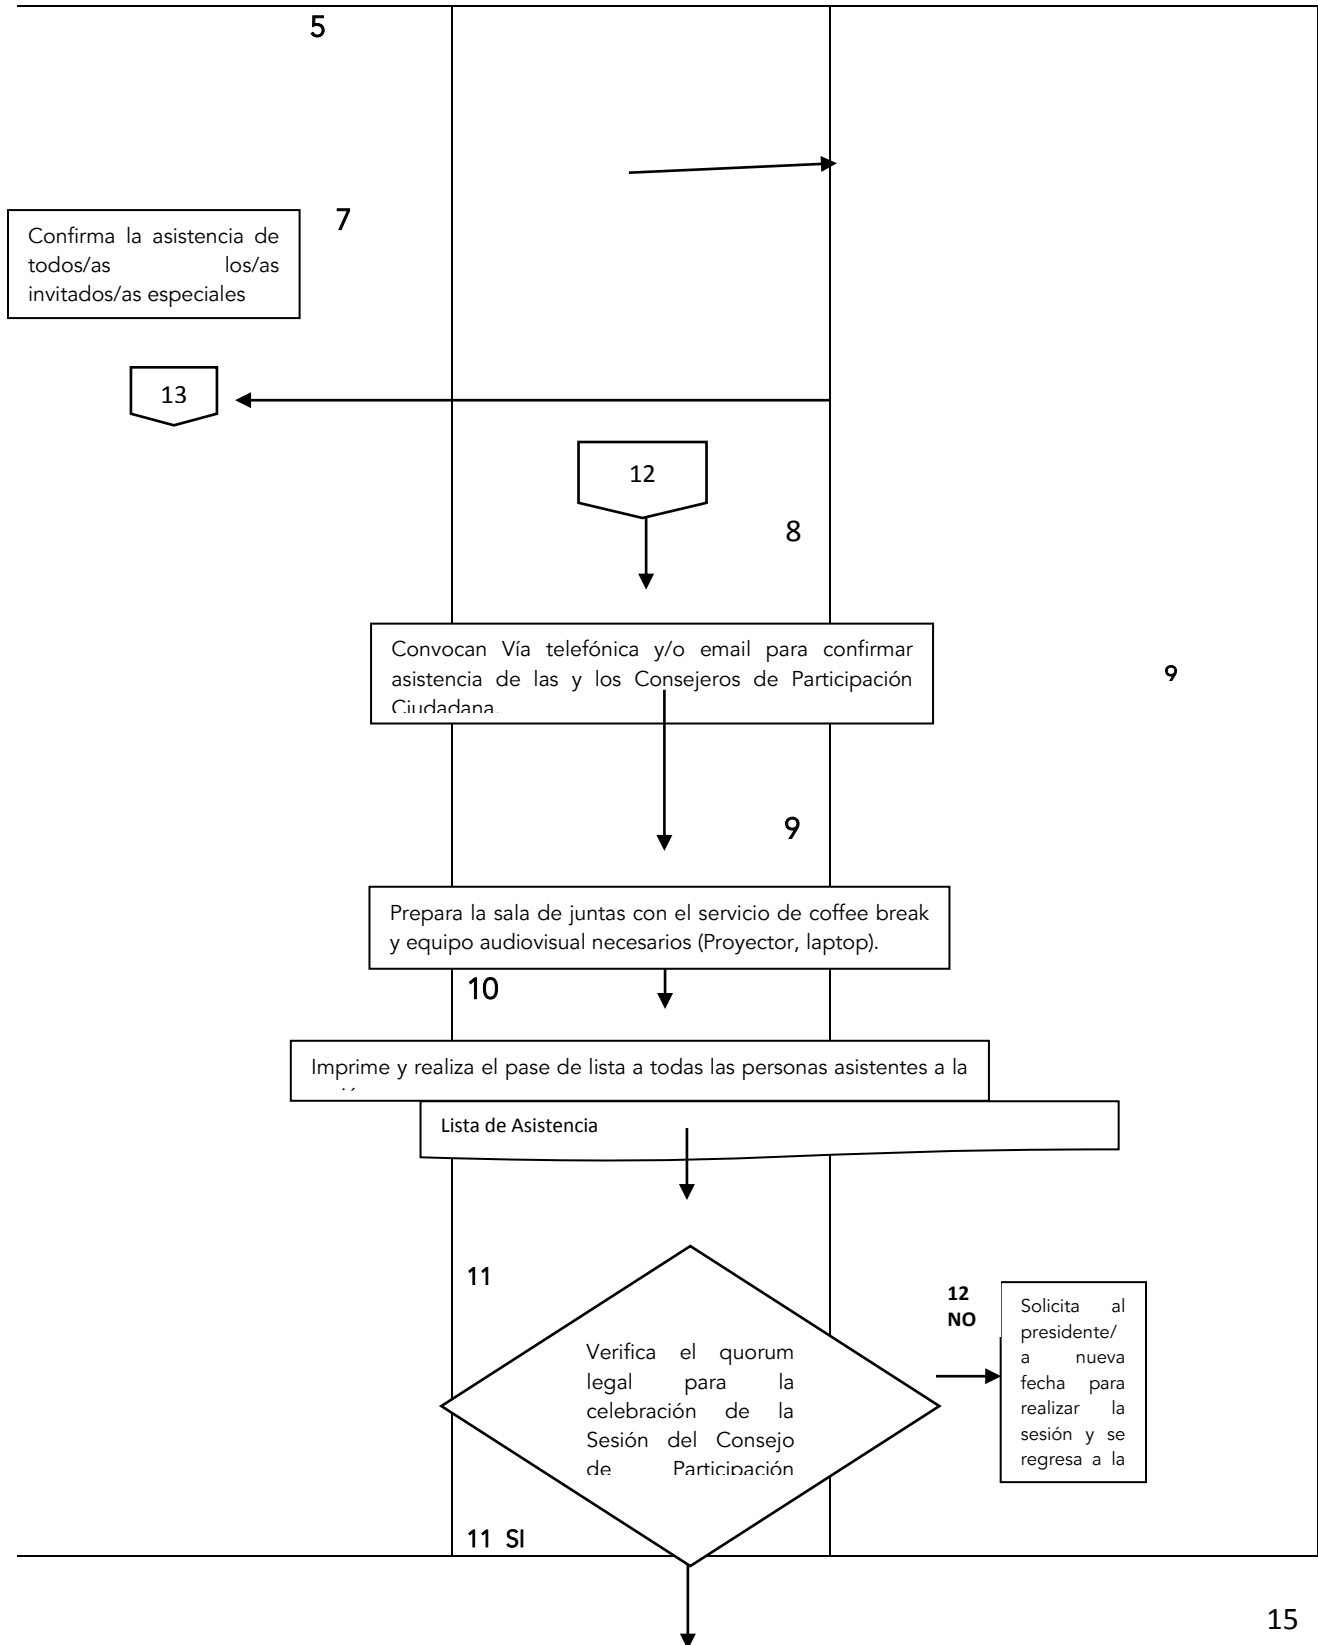 5
7
Confirma la asistencia de
todos/as los/as
invitados/as especiales
13
12
8
Convocan Vía telefónica y/o email para confirmar
asistencia de las y los Consejeros de Participación
Ciudadana.
9
9
Prepara la sala de juntas con el servicio de coffee break
y equipo audiovisual necesarios (Proyector, laptop).
10
Imprime y realiza el pase de lista a todas las personas asistentes a la
Lista de Asistencia
11
Verifica el quorum
legal para la
celebración de la
Sesión del Consejo
de Participación
12
NO
Solicita al
presidente/
a nueva
fecha para
realizar la
sesión y se
regresa a la
11 SI
15